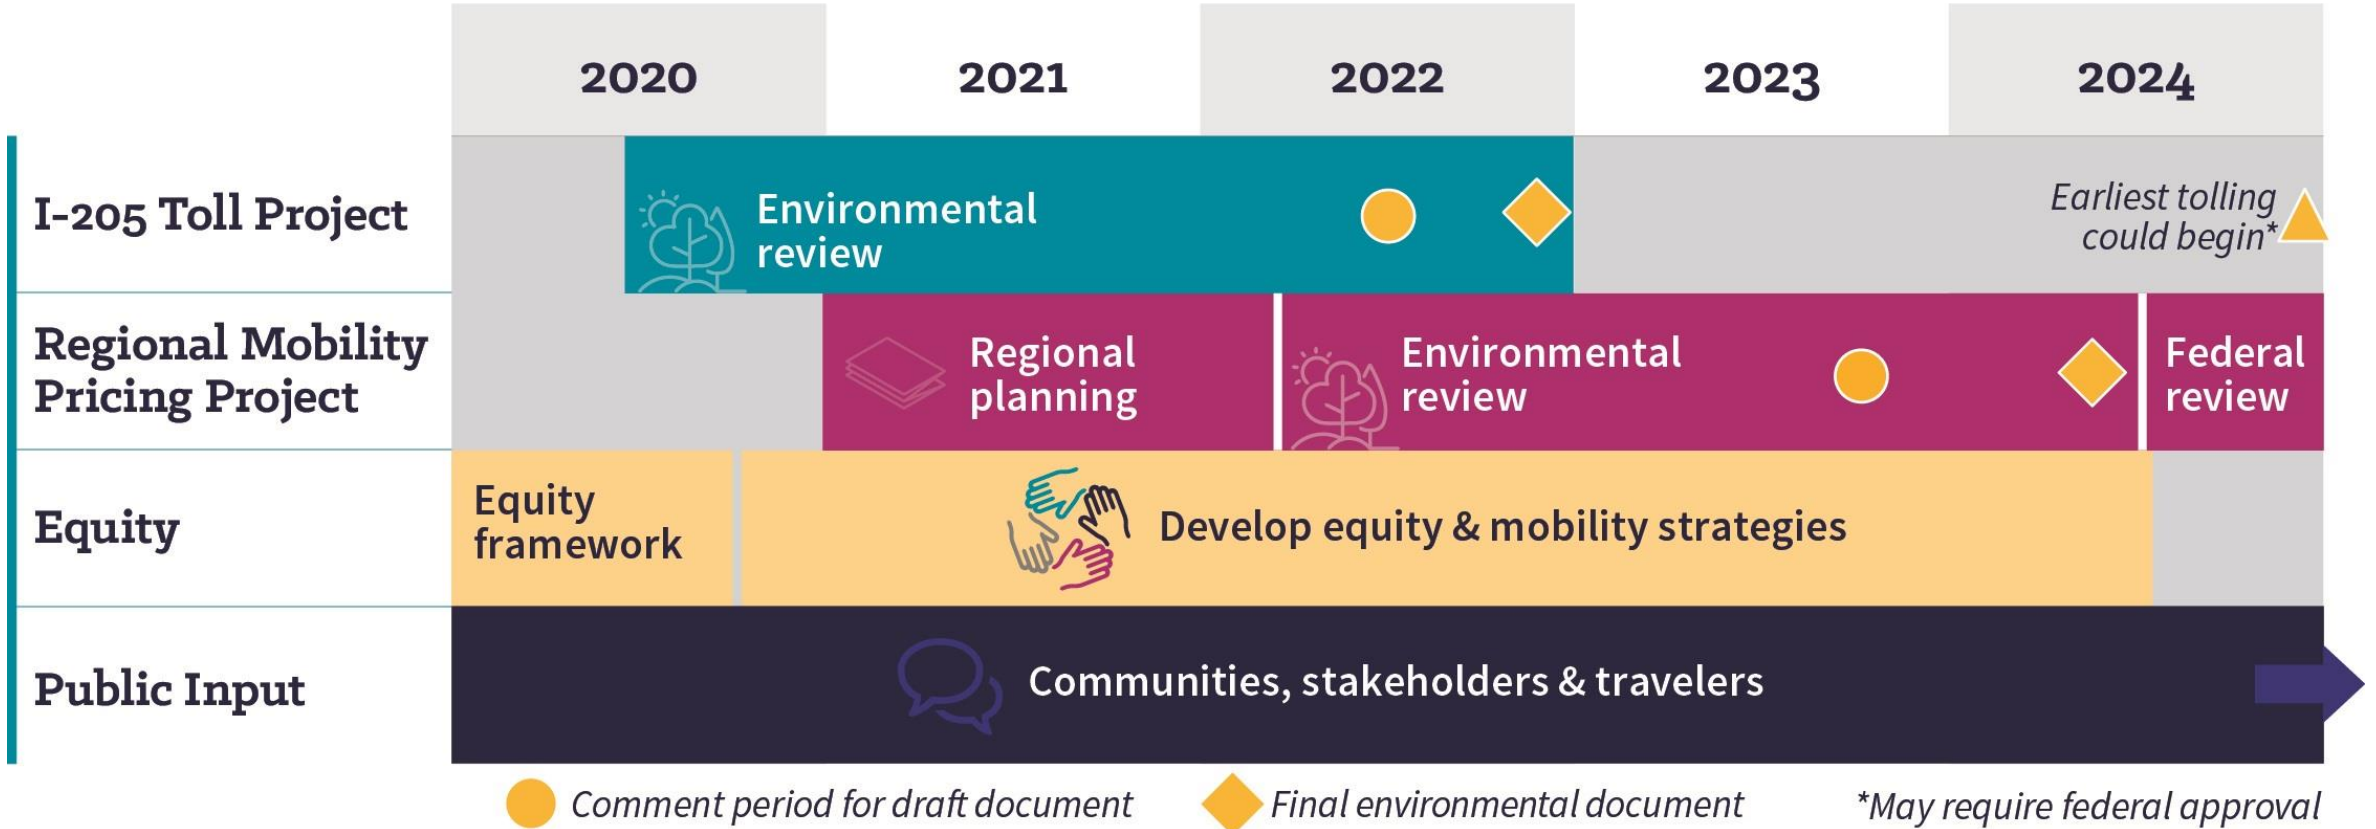 2020 2021 2022 2023 2024
I-205 Toll Project
Environmental
review
Earliest tolling
could begin*
Regional Mobility
Pricing Project
Regional
planning
Environmental
review
Federal
review
Equity
Equity
framework
Develop equity & mobility strategies
Public Input
Communities, stakeholders & travelers
Comment period for draft document
Final environmental document
*May require federal approval